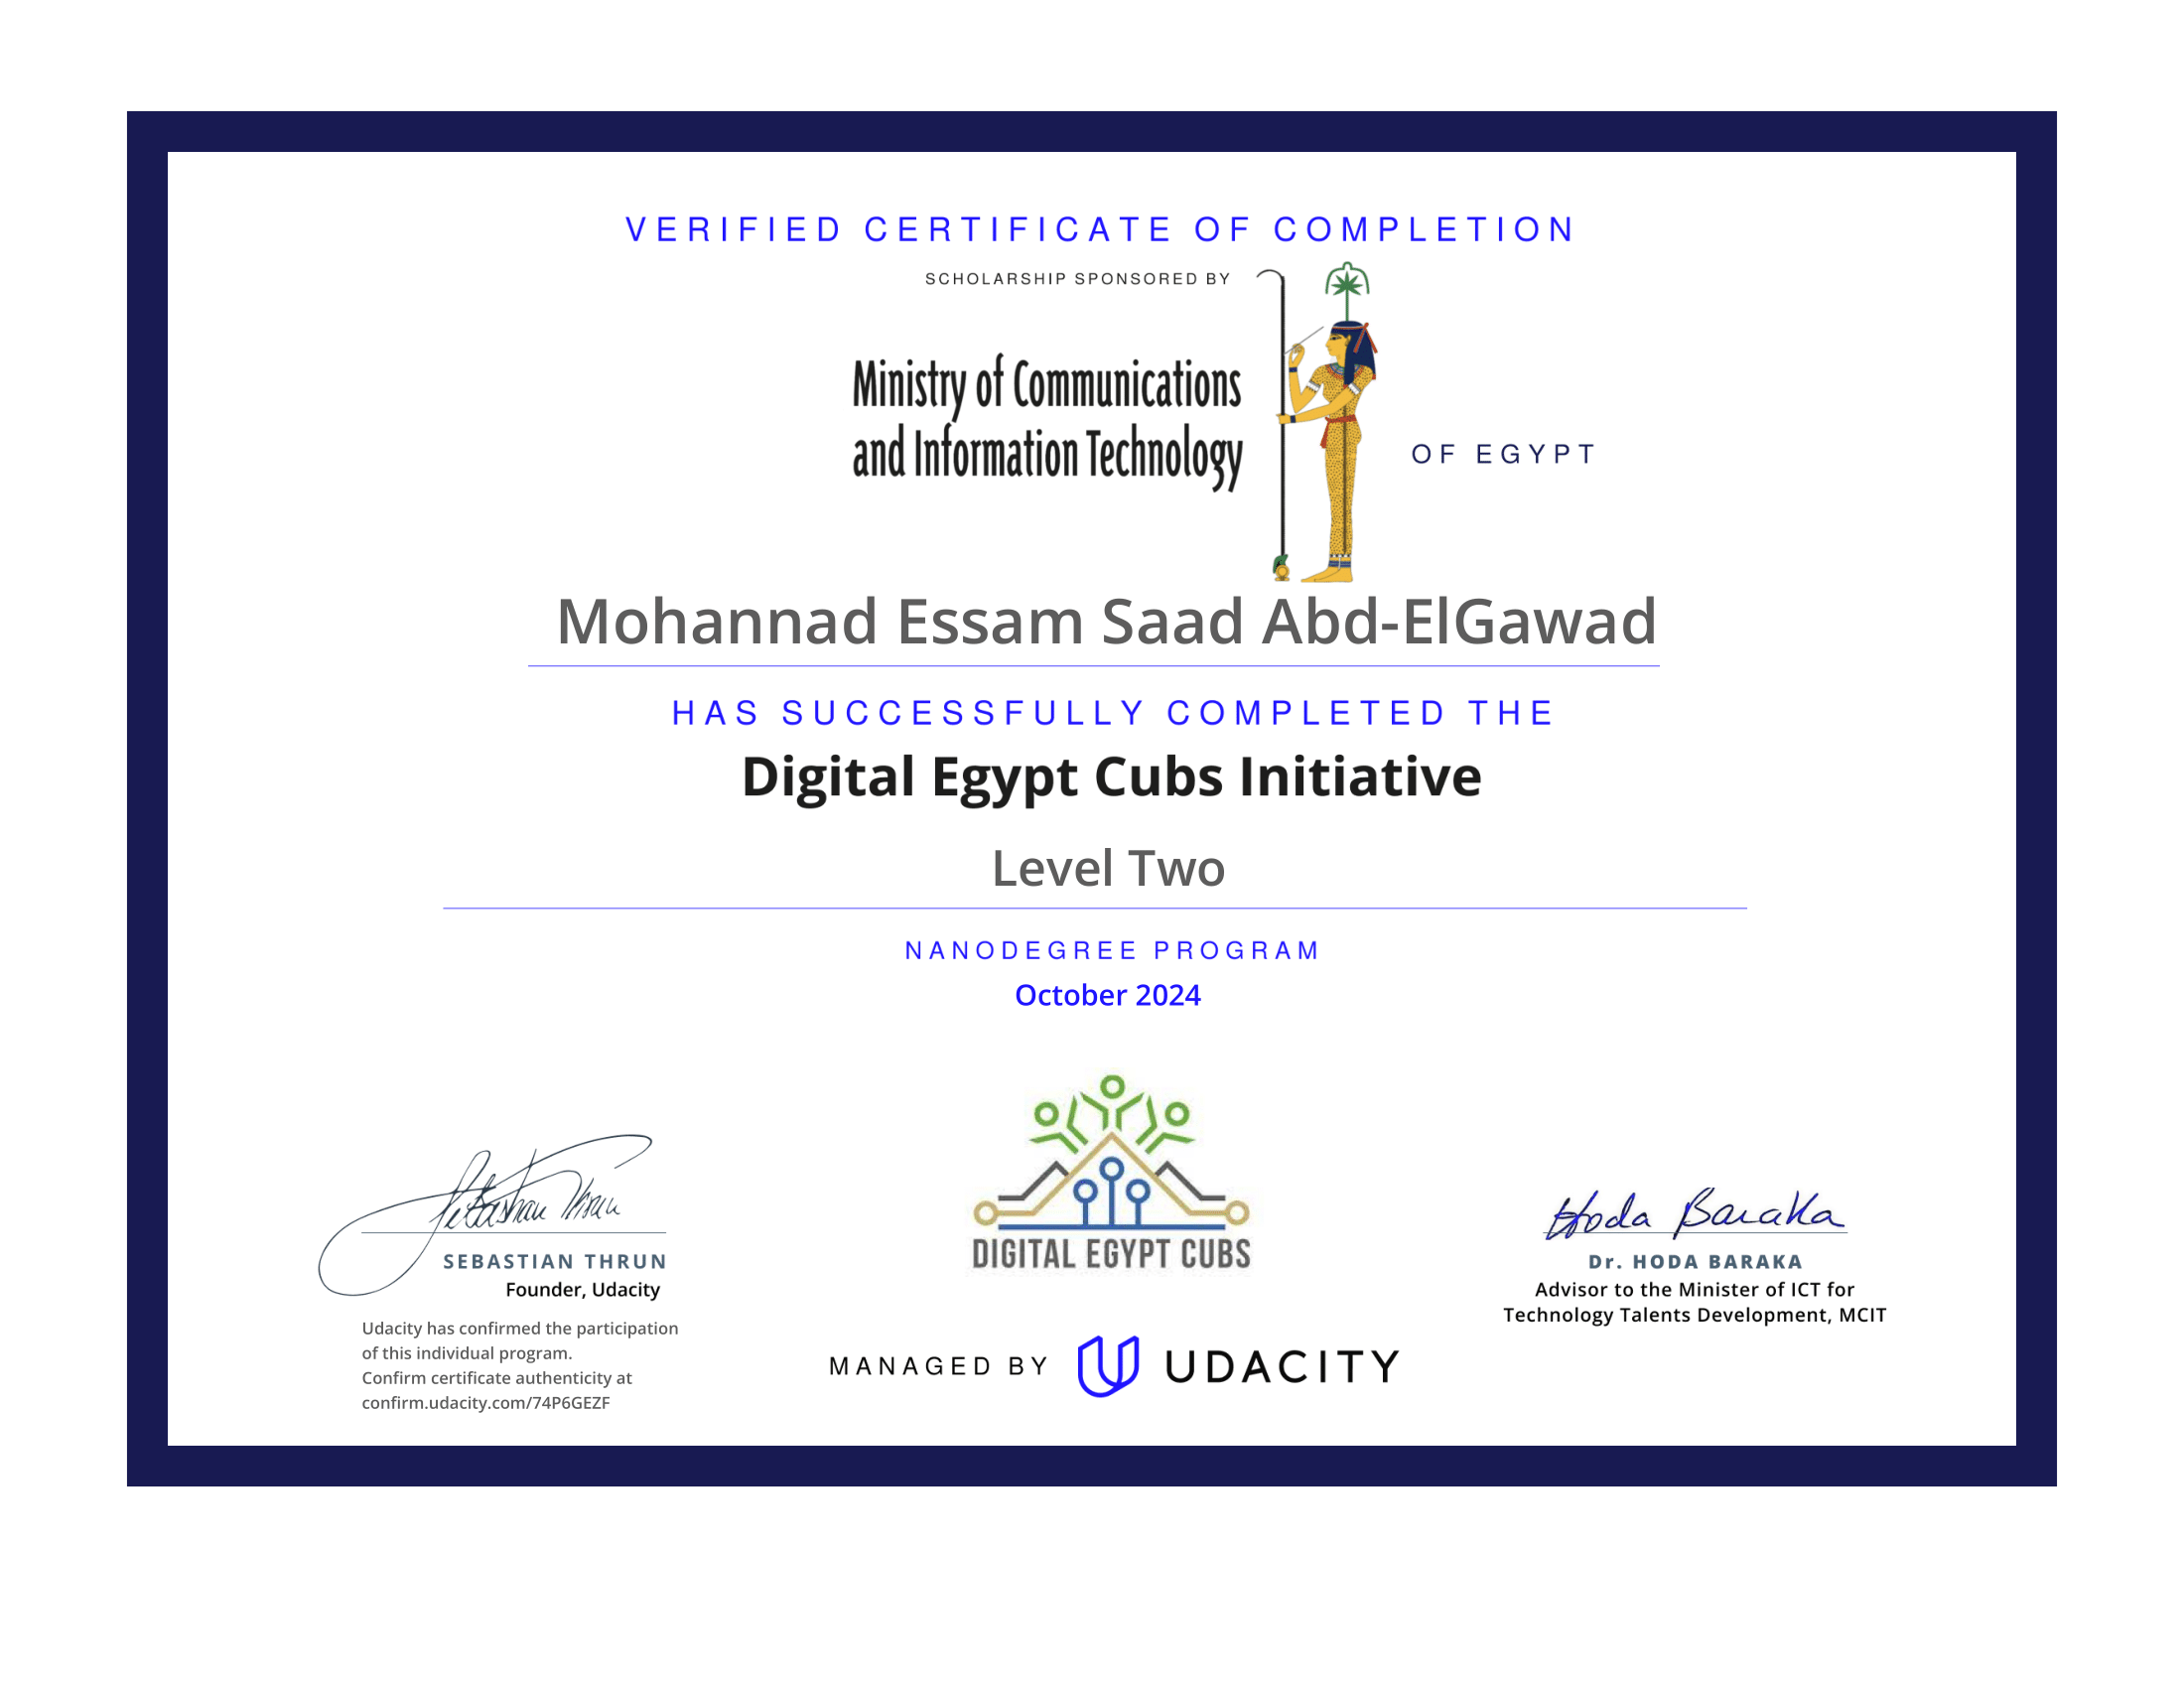 VERIFIED CERTIFICATE OF COMPLETION
SCHOLARSHIP SPONSORED BY
Ministry of Communications
and Information Technology
OF EGYPT
Mohannad Essam Saad Abd-ElGawad
HAS SUCCESSFULLY COMPLETED THE
Digital Egypt Cubs Initiative
Level Two
NANODEGREE PROGRAM
October 2024
Sebastian Thrun
SEBASTIAN THRUN
Founder, Udacity
Udacity has confirmed the participation
of this individual program.
Confirm certificate authenticity at
confirm.udacity.com/74P6GEZF
DIGITAL EGYPT CUBS
MANAGED BY UDACITY
Hoda Baraka
Dr. HODA BARAKA
Advisor to the Minister of ICT for
Technology Talents Development, MCIT